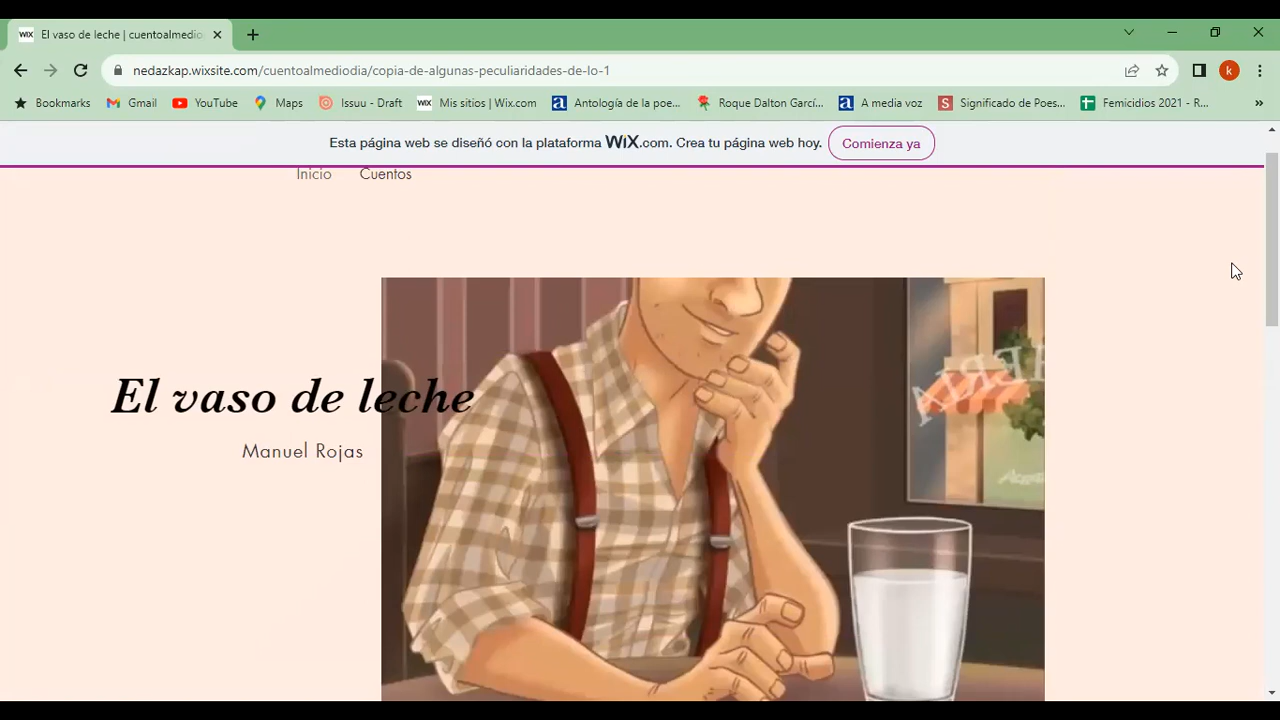 WiX El vaso de leche | cuentoalmedio
nedazkap.wixsite.com/cuentoalmediodia/copia-de-algunas-peculiaridades-de-lo-1
k
Bookmarks Gmail YouTube Maps Issuu - Draft WiX Mis sitios | Wix.com a Antología de la poe... Roque Dalton Garcí... a A media voz S Significado de Poes... Femicidios 2021 - R... »
Esta página web se diseñó con la plataforma WiX.com. Crea tu página web hoy. Comienza ya
Inicio Cuentos
El vaso de leche
Manuel Rojas